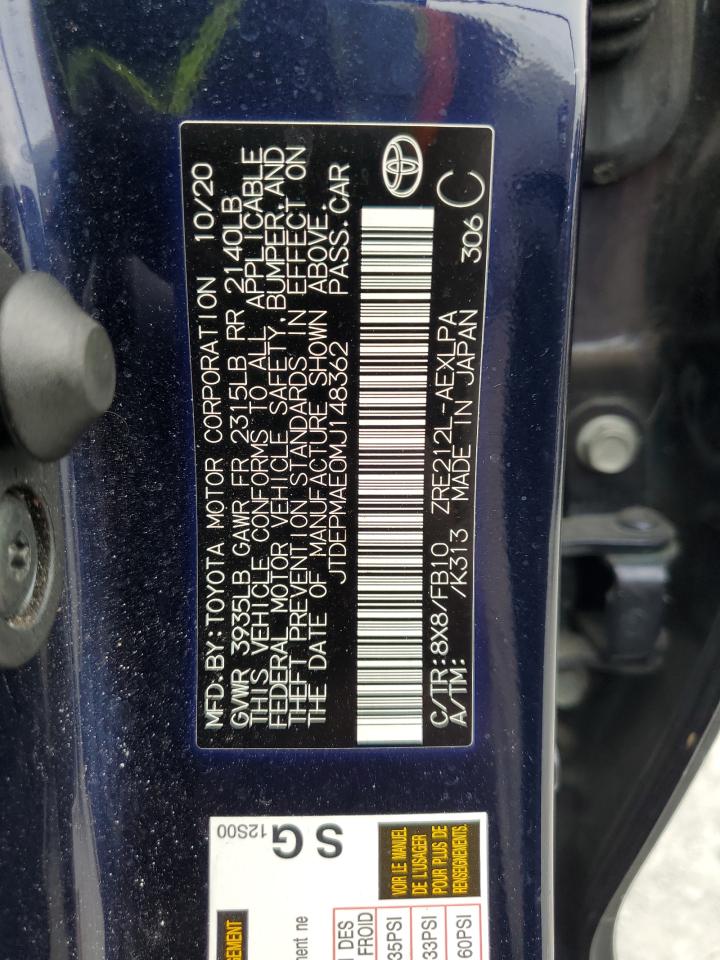 MFD.BY:TOYOTA MOTOR CORPORATION 10/20
GVWR 3935LB GAWR FR 2315LB RR 2140LB
THIS VEHICLE CONFORMS TO ALL APPLICABLE
FEDERAL MOTOR VEHICLE SAFETY,BUMPER,AND
THEFT PREVENTION STANDARDS IN EFFECT ON
THE DATE OF MANUFACTURE SHOWN ABOVE.
JTDEPMAE0MJ148362 PASS.CAR
C/TR:8X8/FB10 ZRE212L-AEXLPA
A/TM: /K313 MADE IN JAPAN 306 C
12S00
S G
VOIR LE MANUEL
DE L'USAGER
POUR PLUS DE
RENSEIGNEMENTS.
ne
DES
FROID
35PSI
33PSI
60PSI